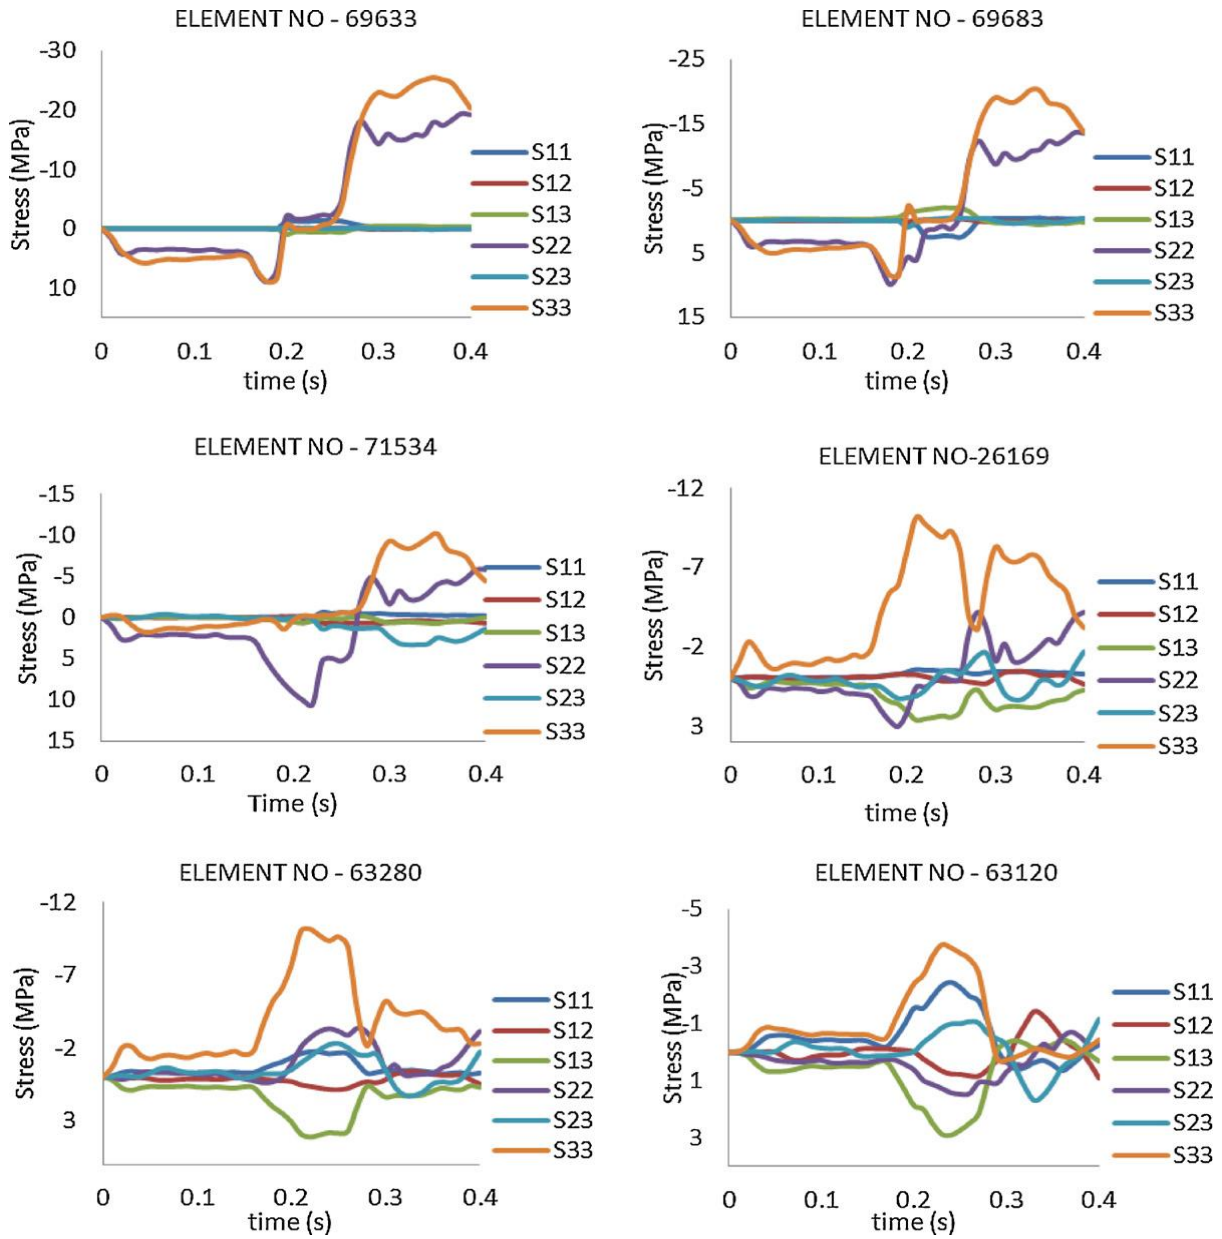 ELEMENT NO - 69633
-30
-20
-10
0
10
Stress (MPa)
0 0.1 0.2 0.3 0.4
time (s)
S11
S12
S13
S22
S23
S33
ELEMENT NO - 69683
-25
-15
-5
5
15
Stress (MPa)
0 0.1 0.2 0.3 0.4
time (s)
S11
S12
S13
S22
S23
S33
ELEMENT NO - 71534
-15
-10
-5
0
5
10
15
Stress (MPa)
0 0.1 0.2 0.3 0.4
Time (s)
S11
S12
S13
S22
S23
S33
ELEMENT NO-26169
-12
-7
-2
3
Stress (MPa)
0 0.1 0.2 0.3 0.4
time (s)
S11
S12
S13
S22
S23
S33
ELEMENT NO - 63280
-12
-7
-2
3
Stress (MPa)
0 0.1 0.2 0.3 0.4
time (s)
S11
S12
S13
S22
S23
S33
ELEMENT NO - 63120
-5
-3
-1
1
3
Stress (MPa)
0 0.1 0.2 0.3 0.4
time (s)
S11
S12
S13
S22
S23
S33